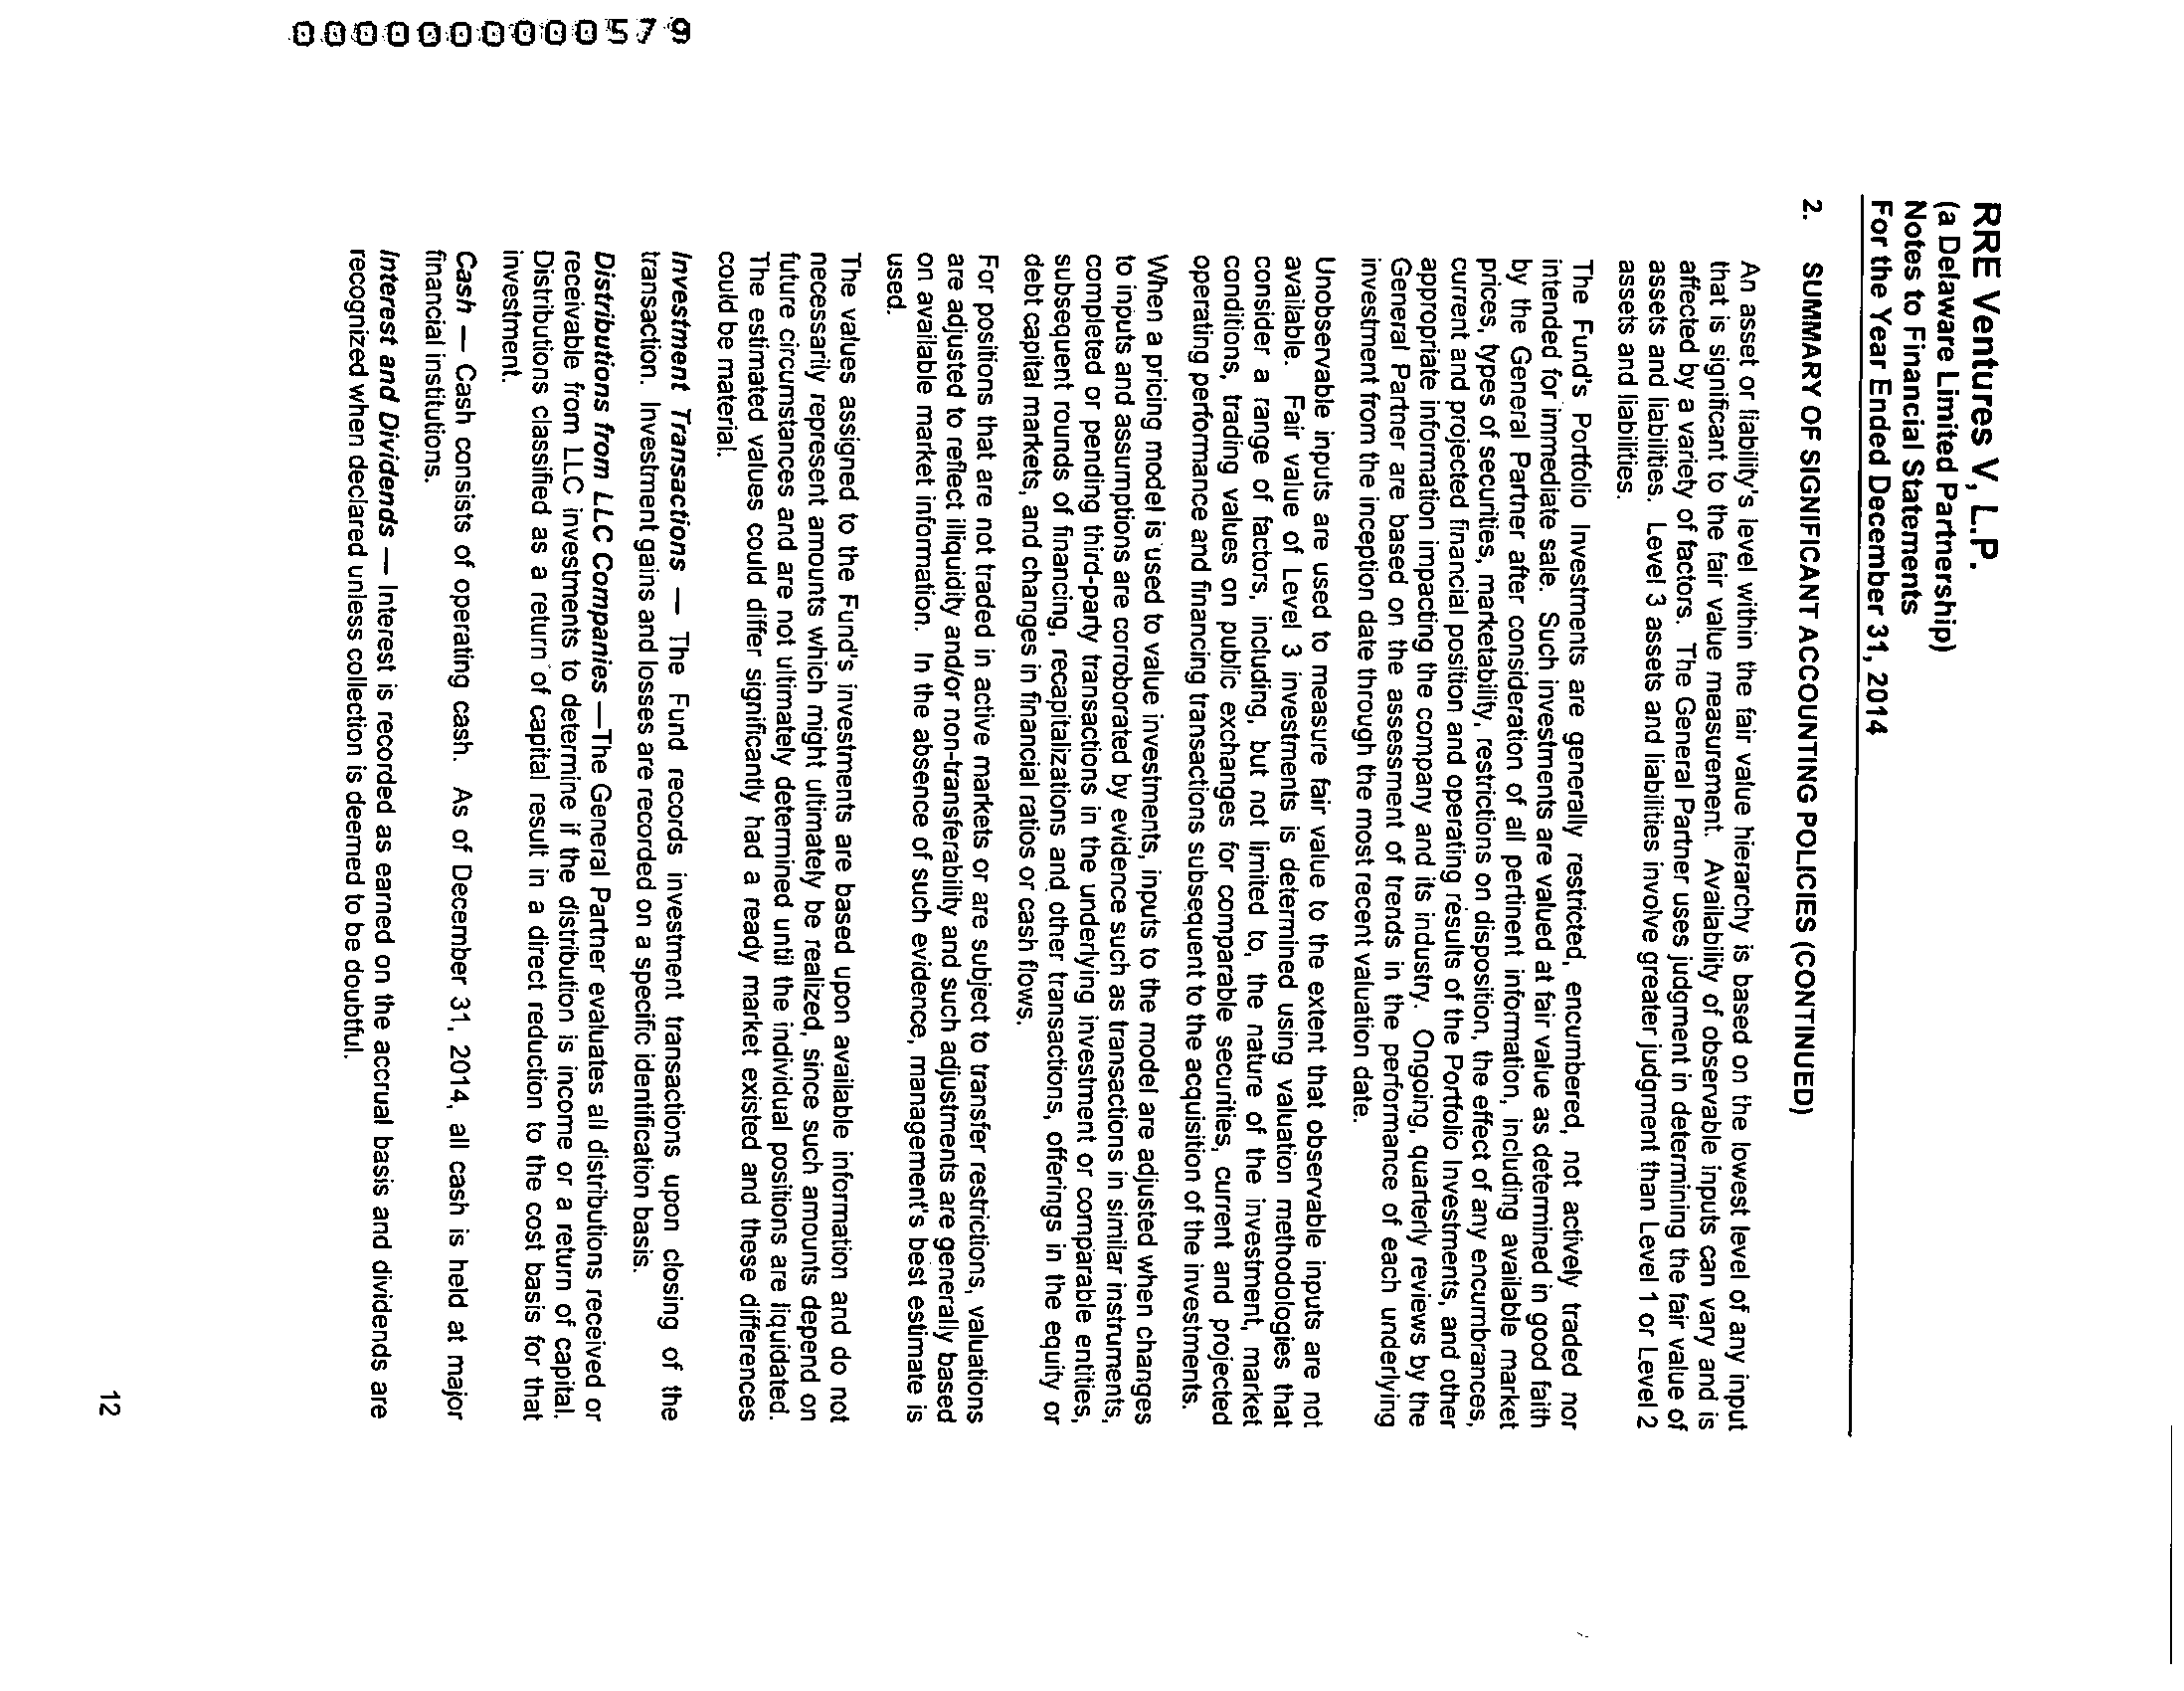 RRE Ventures V, L.P.
(a Delaware Limited Partnership)
Notes to Financial Statements
For the Year Ended December 31, 2014
2. SUMMARY OF SIGNIFICANT ACCOUNTING POLICIES (CONTINUED)
An asset or liability's level within the fair value hierarchy is based on the lowest level of any input
that is significant to the fair value measurement. Availability of observable inputs can vary and is
affected by a variety of factors. The General Partner uses judgment in determining the fair value of
assets and liabilities. Level 3 assets and liabilities involve greater judgment than Level 1 or Level 2
assets and liabilities.
The Fund's Portfolio Investments are generally restricted, encumbered, not actively traded nor
intended for immediate sale. Such investments are valued at fair value as determined in good faith
by the General Partner after consideration of all pertinent information, including available market
prices, types of securities, marketability, restrictions on disposition, the effect of any encumbrances,
current and projected financial position and operating results of the Portfolio Investments, and other
appropriate information impacting the company and its industry. Ongoing, quarterly reviews by the
General Partner are based on the assessment of trends in the performance of each underlying
investment from the inception date through the most recent valuation date.
Unobservable inputs are used to measure fair value to the extent that observable inputs are not
available. Fair value of Level 3 investments is determined using valuation methodologies that
consider a range of factors, including, but not limited to, the nature of the investment, market
conditions, trading values on public exchanges for comparable securities, current and projected
operating performance and financing transactions subsequent to the acquisition of the investments.
When a pricing model is used to value investments, inputs to the model are adjusted when changes
to inputs and assumptions are corroborated by evidence such as transactions in similar instruments,
completed or pending third-party transactions in the underlying investment or comparable entities,
subsequent rounds of financing, recapitalizations and other transactions, offerings in the equity or
debt capital markets, and changes in financial ratios or cash flows.
For positions that are not traded in active markets or are subject to transfer restrictions, valuations
are adjusted to reflect illiquidity and/or non-transferability and such adjustments are generally based
on available market information. In the absence of such evidence, management's best estimate is
used.
The values assigned to the Fund's investments are based upon available information and do not
necessarily represent amounts which might ultimately be realized, since such amounts depend on
future circumstances and are not ultimately determined until the individual positions are liquidated.
The estimated values could differ significantly had a ready market existed and these differences
could be material.
Investment Transactions — The Fund records investment transactions upon closing of the
transaction. Investment gains and losses are recorded on a specific identification basis.
Distributions from LLC Companies —The General Partner evaluates all distributions received or
receivable from LLC investments to determine if the distribution is income or a return of capital.
Distributions classified as a return of capital result in a direct reduction to the cost basis for that
investment.
Cash — Cash consists of operating cash. As of December 31, 2014, all cash is held at major
financial institutions.
Interest and Dividends — Interest is recorded as earned on the accrual basis and dividends are
recognized when declared unless collection is deemed to be doubtful.
12
0000000000579